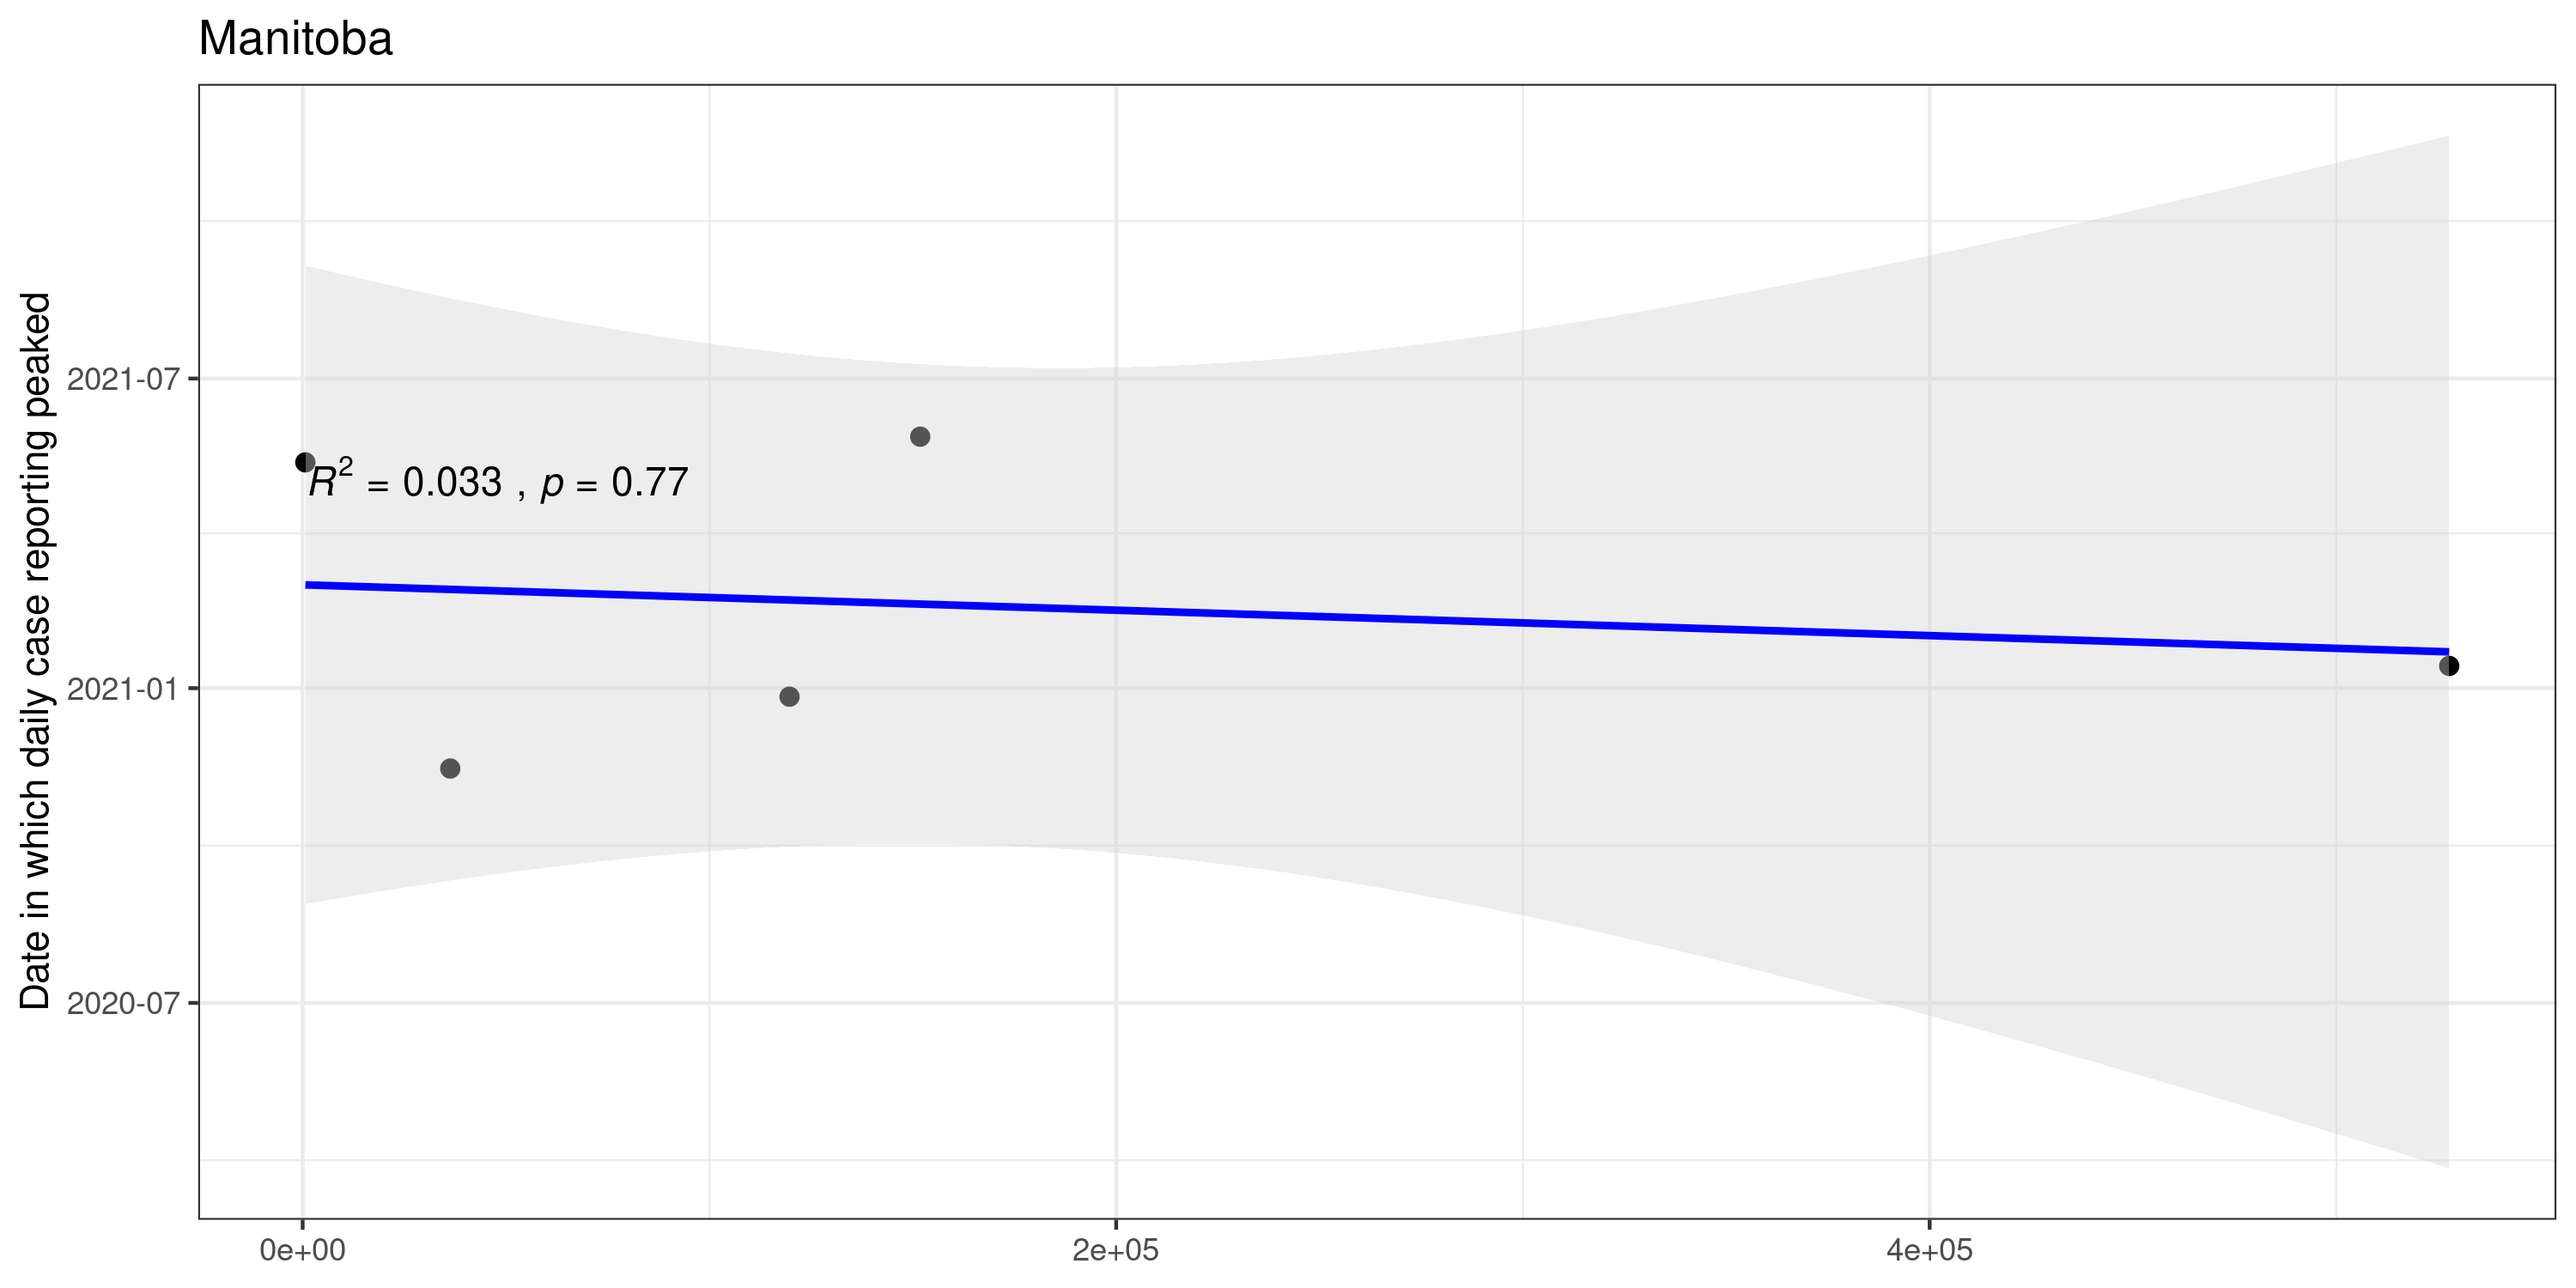 Manitoba
Date in which daily case reporting peaked
2021-07
2021-01
2020-07
R² = 0.033 , p = 0.77
0e+00
2e+05
4e+05